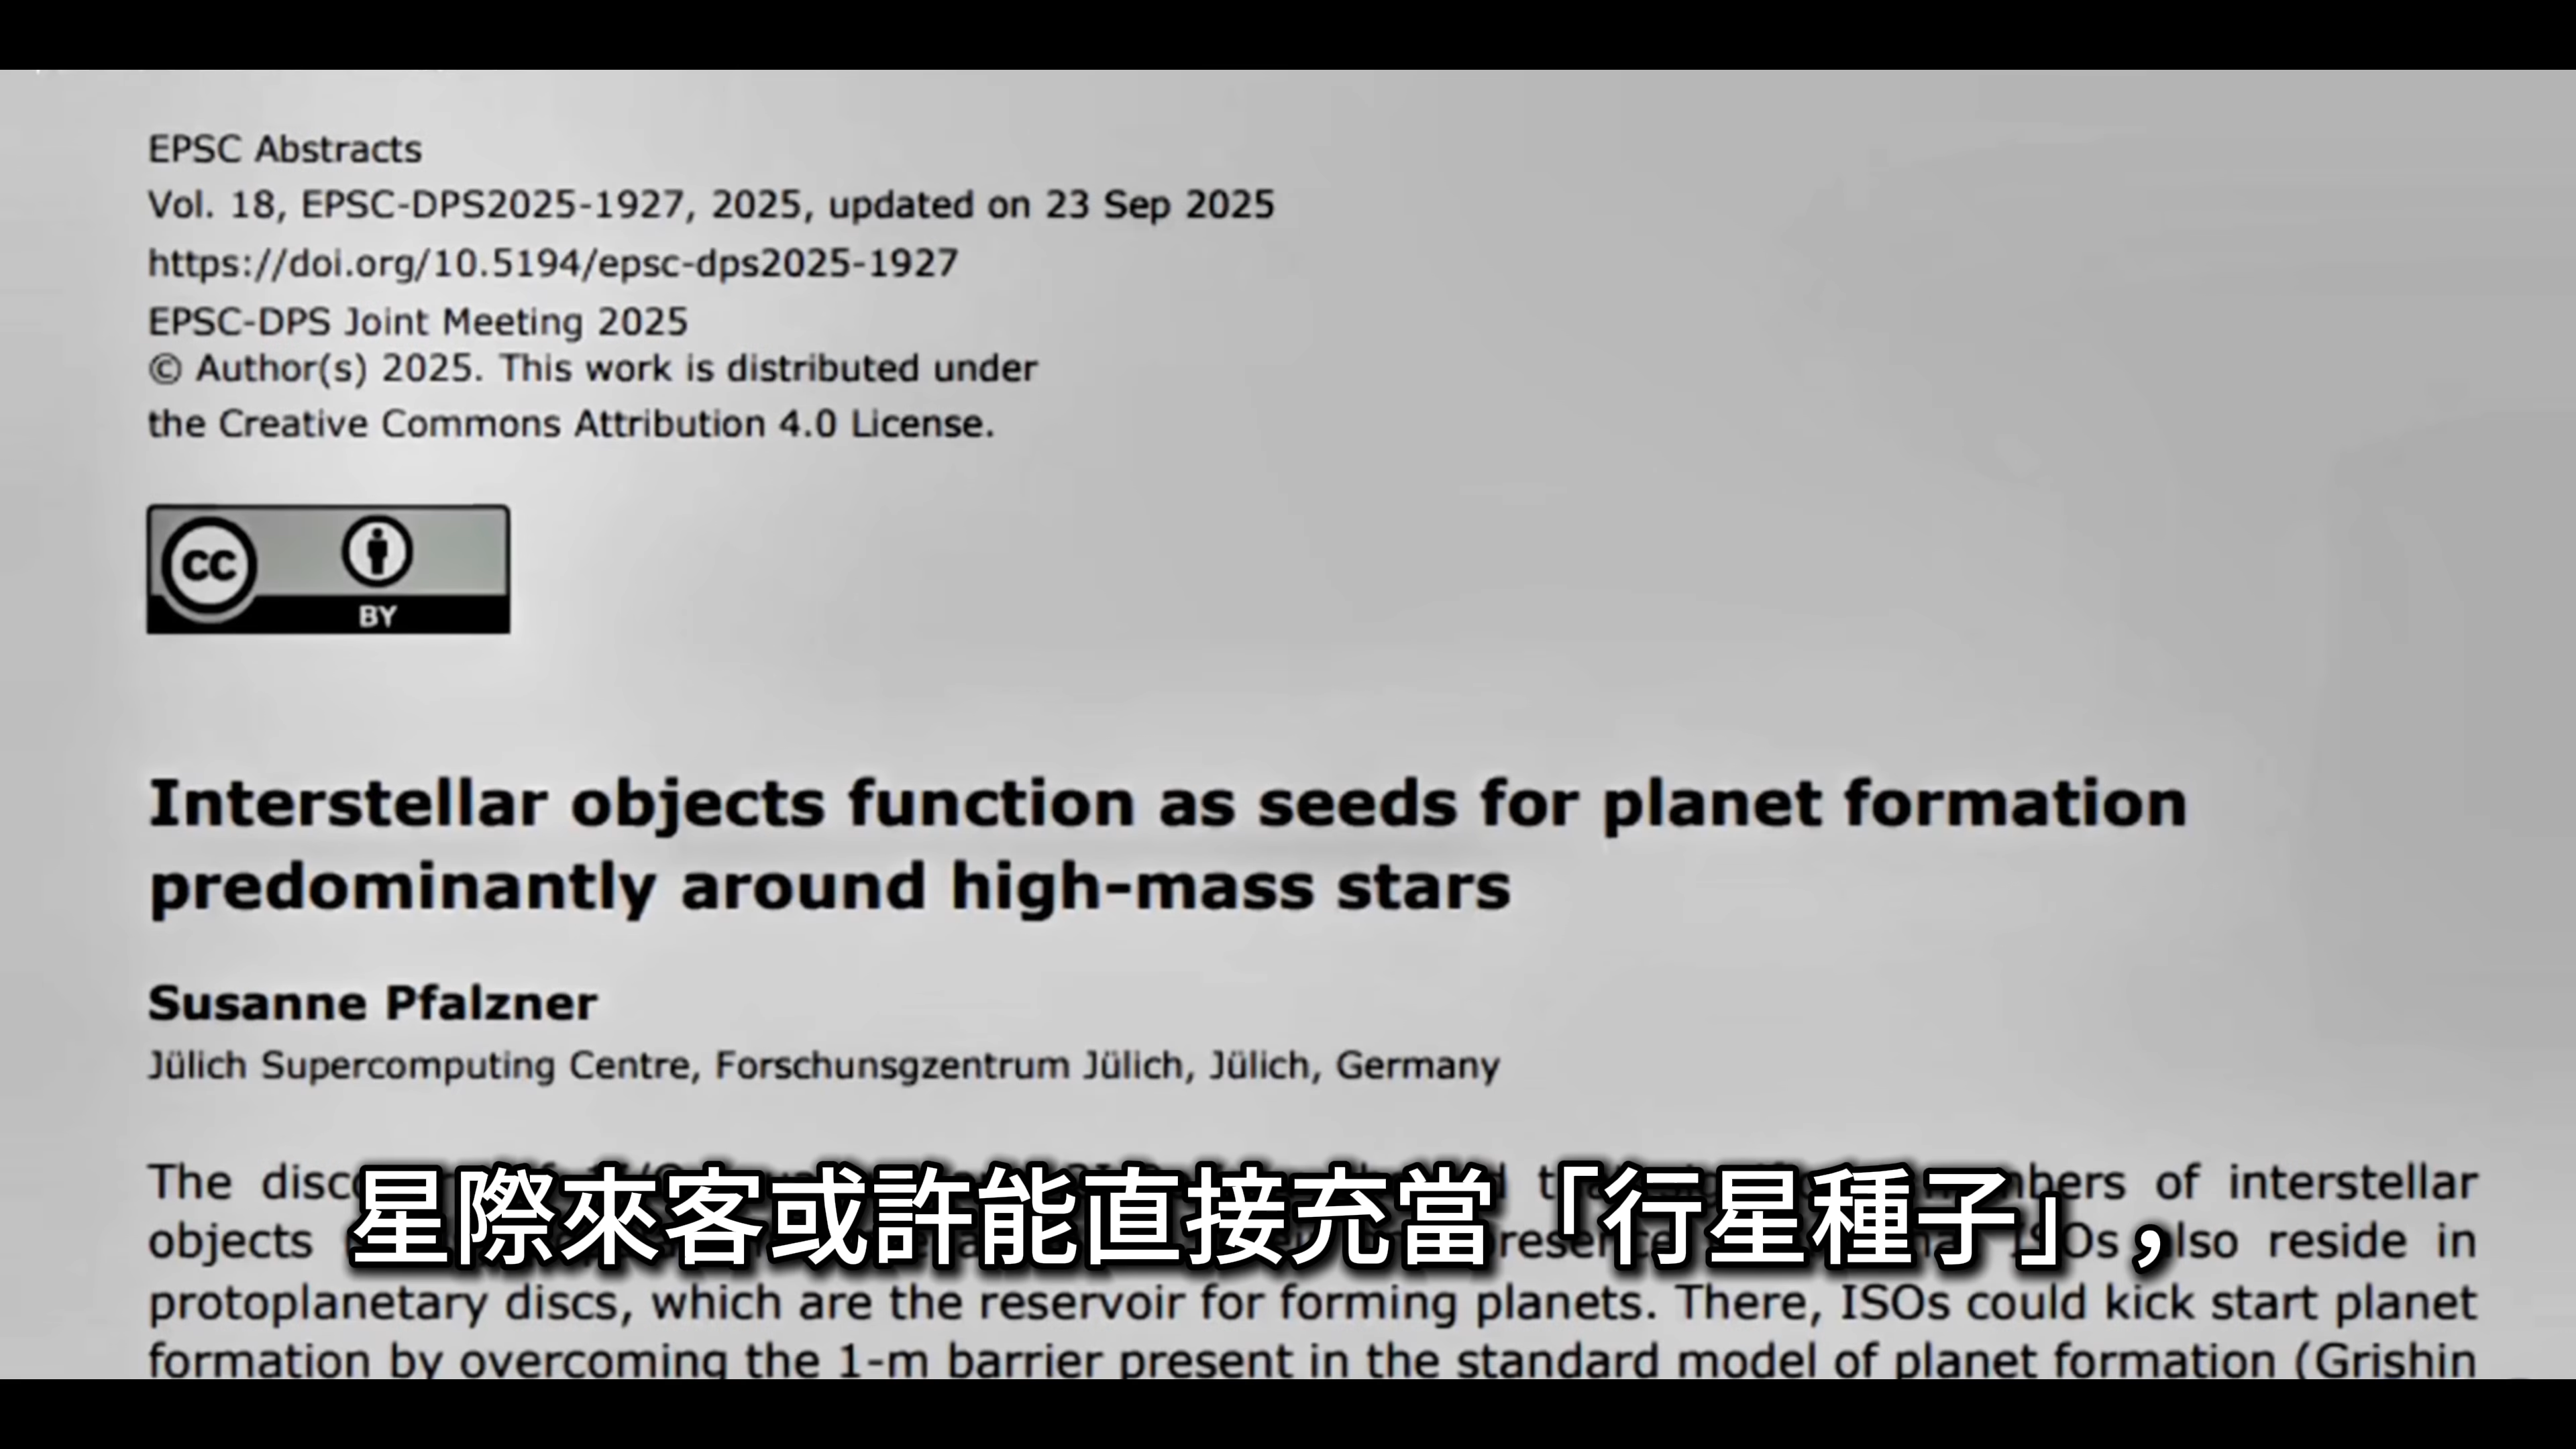 EPSC Abstracts
Vol. 18, EPSC-DPS2025-1927, 2025, updated on 23 Sep 2025
https://doi.org/10.5194/epsc-dps2025-1927
EPSC-DPS Joint Meeting 2025
© Author(s) 2025. This work is distributed under
the Creative Commons Attribution 4.0 License.
cc
BY
Interstellar objects function as seeds for planet formation
predominantly around high-mass stars
Susanne Pfalzner
Jülich Supercomputing Centre, Forschunsgzentrum Jülich, Jülich, Germany
The of interstellar
objects also reside in
星際來客或許能直接充當「行星種子」，
protoplanetary discs, which are the reservoir for forming planets. There, ISOs could kick start planet
formation by overcoming the 1-m barrier present in the standard model of planet formation (Grishin